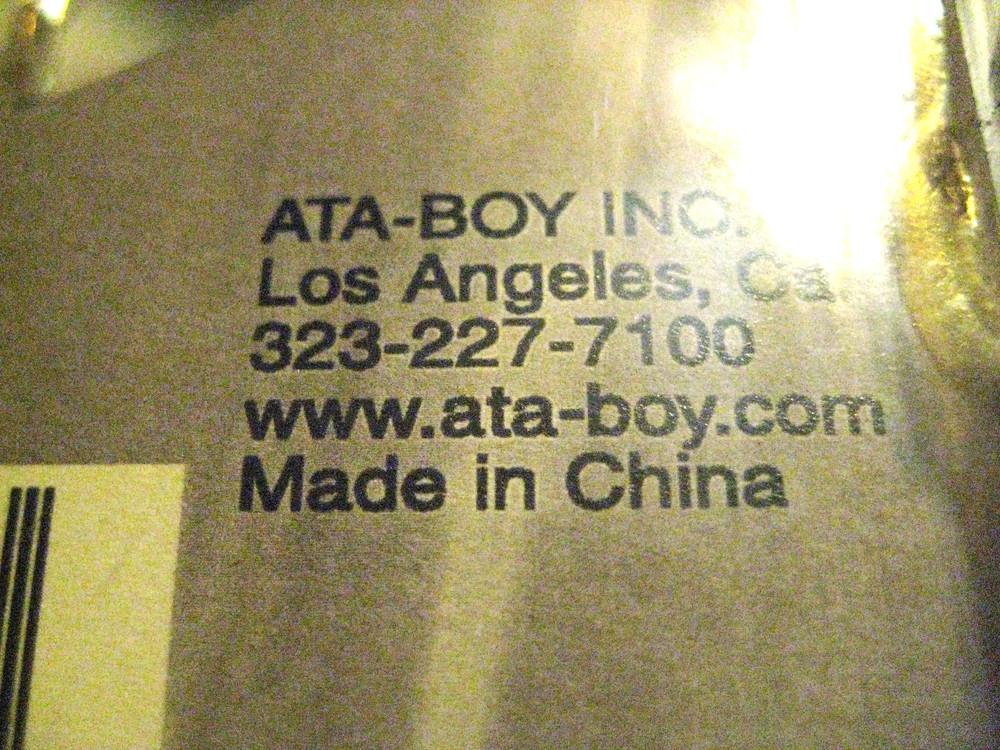 ATA-BOY INC.
Los Angeles, Ca.
323-227-7100
www.ata-boy.com
Made in China